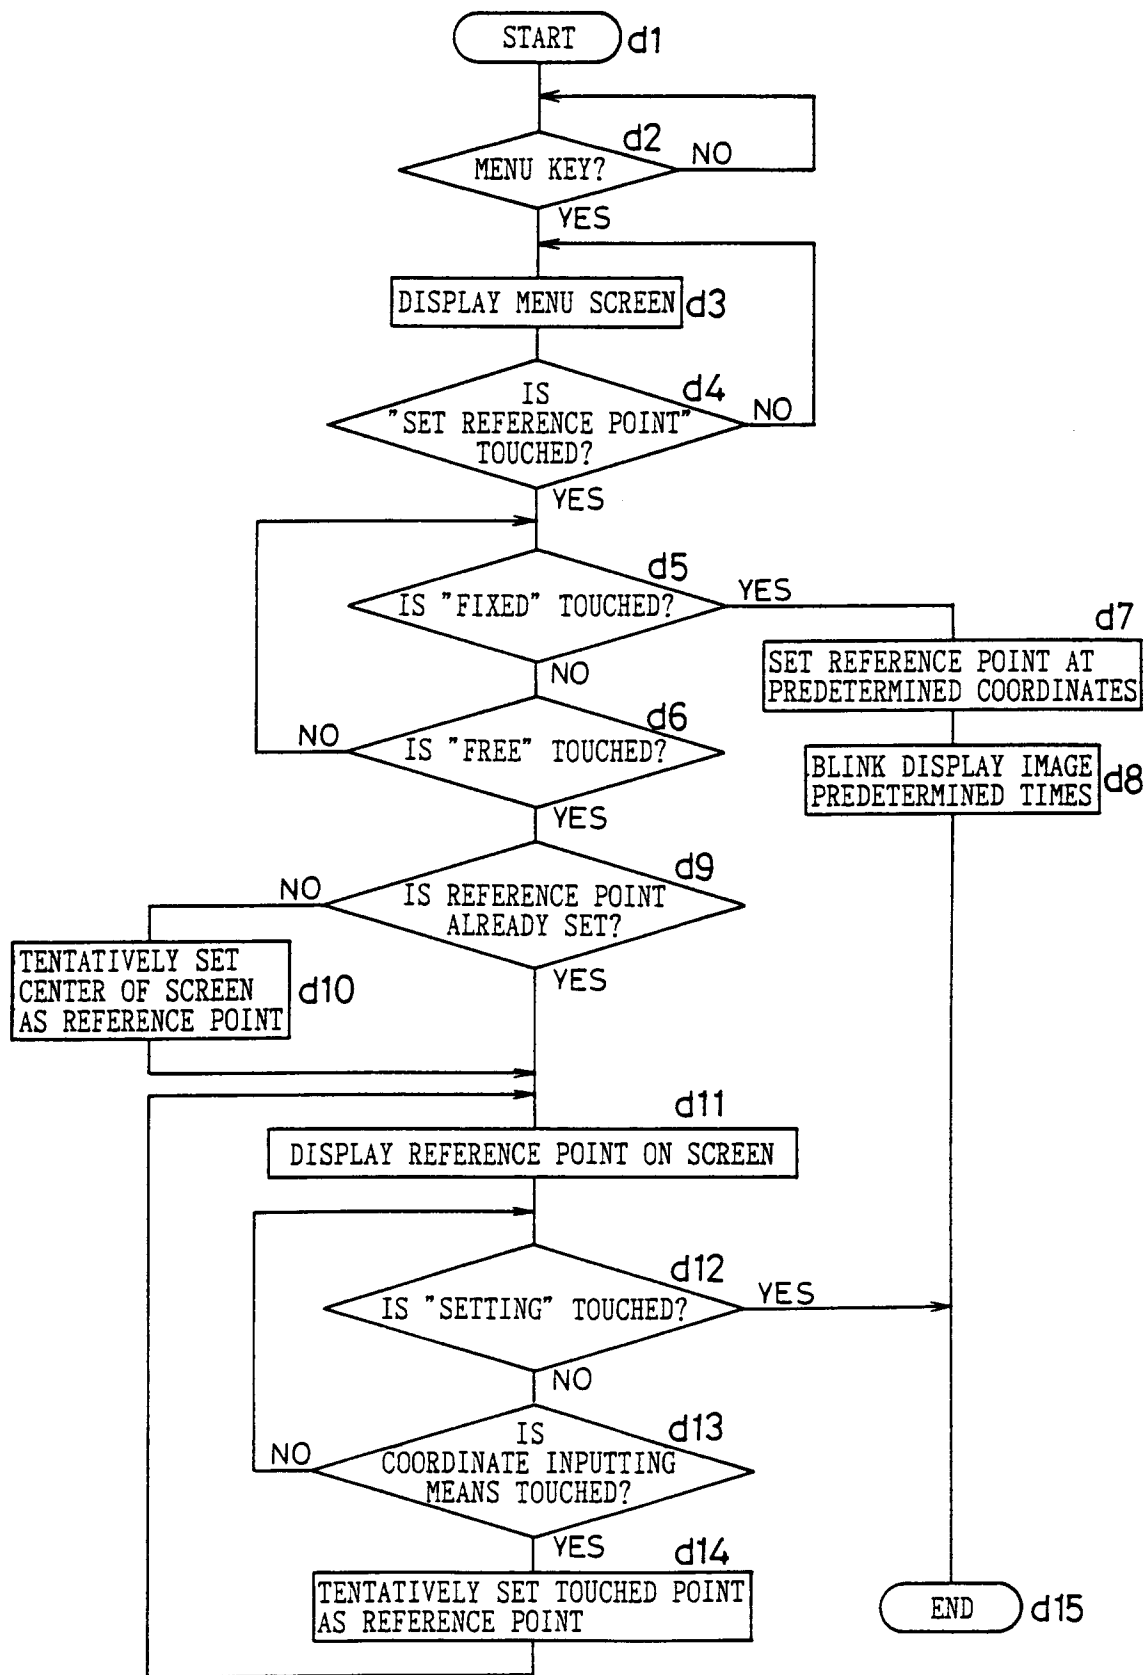 START
d1
d2
MENU KEY?
NO
YES
DISPLAY MENU SCREEN
d3
d4
IS
"SET REFERENCE POINT"
TOUCHED?
NO
YES
d5
IS "FIXED" TOUCHED?
YES
d7
SET REFERENCE POINT AT
PREDETERMINED COORDINATES
NO
d6
IS "FREE" TOUCHED?
NO
BLINK DISPLAY IMAGE
PREDETERMINED TIMES
d8
YES
d9
IS REFERENCE POINT
ALREADY SET?
NO
TENTATIVELY SET
CENTER OF SCREEN
AS REFERENCE POINT
d10
YES
d11
DISPLAY REFERENCE POINT ON SCREEN
d12
IS "SETTING" TOUCHED?
YES
NO
d13
IS
COORDINATE INPUTTING
MEANS TOUCHED?
NO
YES
d14
TENTATIVELY SET TOUCHED POINT
AS REFERENCE POINT
END
d15